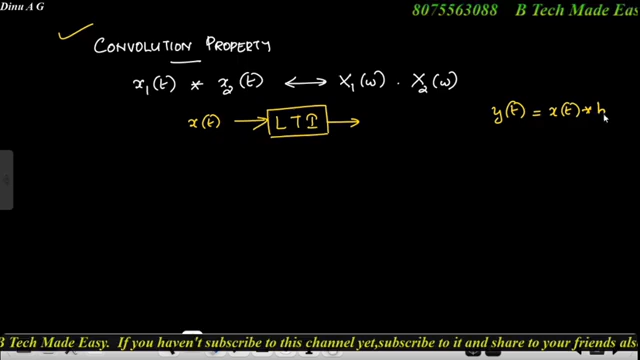 Dinu A G
8075563088 B Tech Made Easy
CONVOLUTION PROPERTY
x₁(t) * x₂(t) ⟷ X₁(ω) . X₂(ω)
x(t) → LTI →
y(t) = x(t) * h
B Tech Made Easy. If you haven't subscribe to this channel yet,subscribe to it and share to your friends als